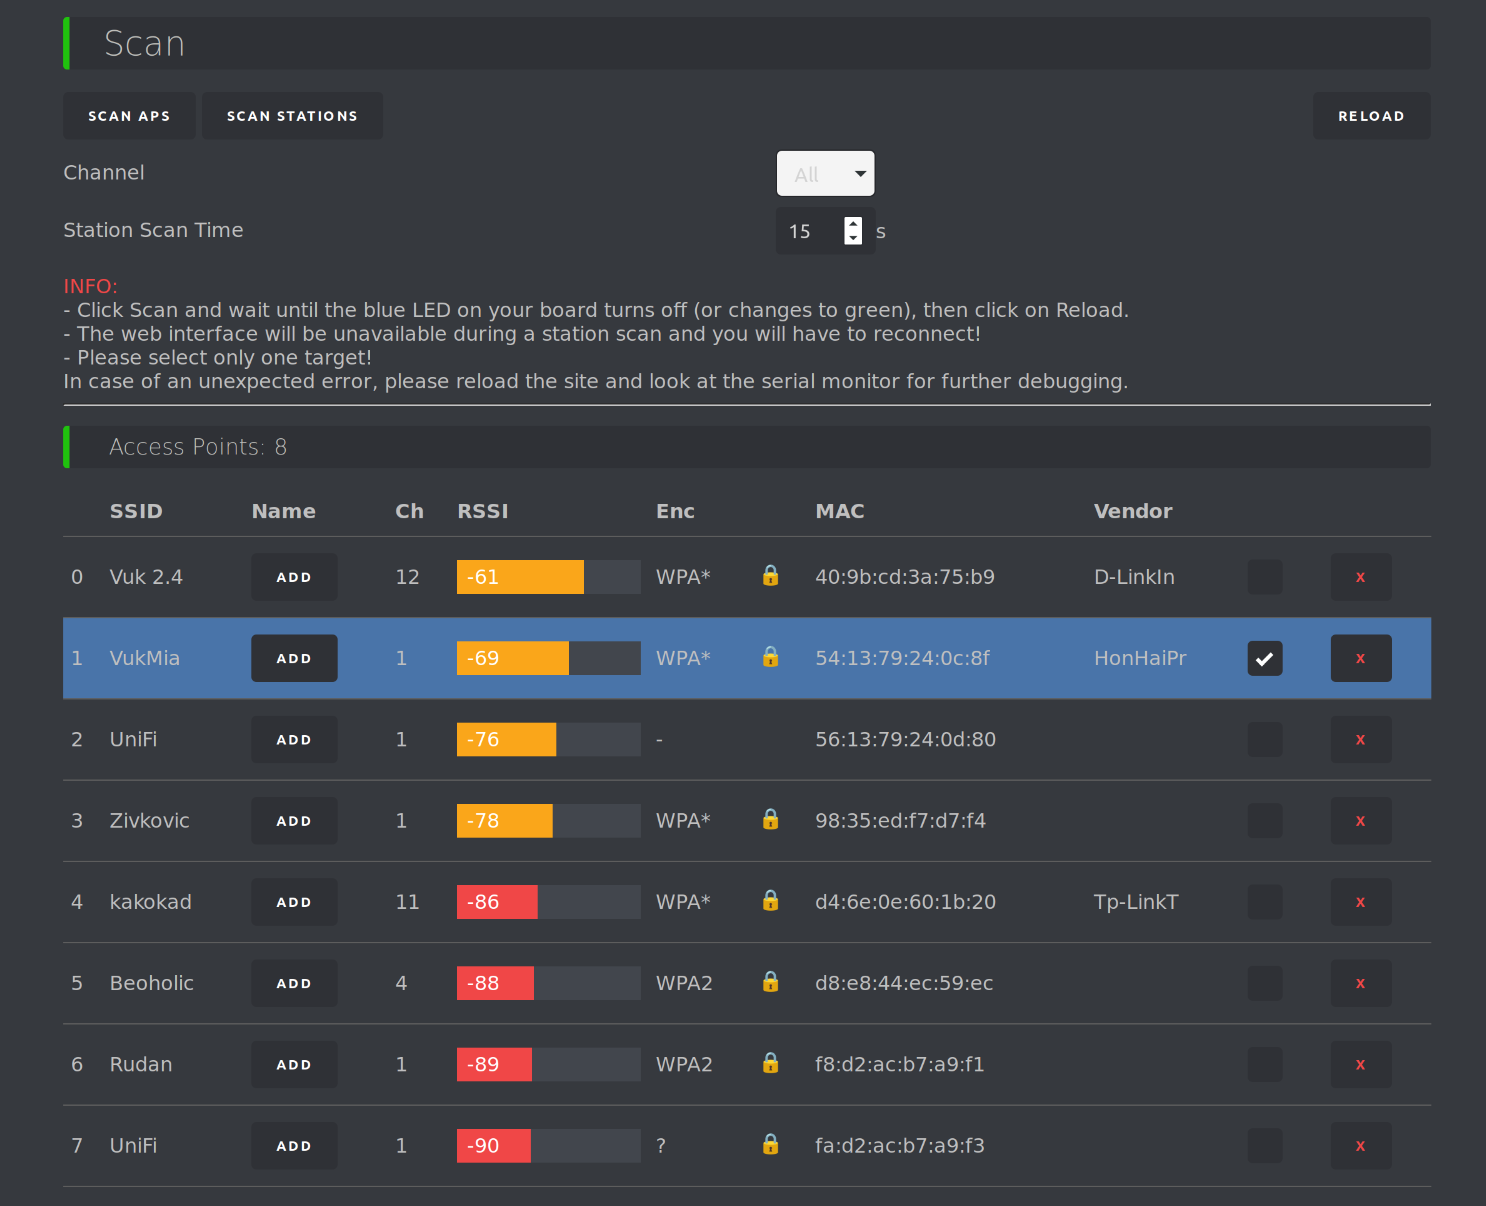 Scan
SCAN APS SCAN STATIONS RELOAD
Channel All
Station Scan Time 15 s
INFO:
- Click Scan and wait until the blue LED on your board turns off (or changes to green), then click on Reload.
- The web interface will be unavailable during a station scan and you will have to reconnect!
- Please select only one target!
In case of an unexpected error, please reload the site and look at the serial monitor for further debugging.
Access Points: 8
SSID Name Ch RSSI Enc MAC Vendor
0 Vuk 2.4 ADD 12 -61 WPA* 🔒 40:9b:cd:3a:75:b9 D-LinkIn X
1 VukMia ADD 1 -69 WPA* 🔒 54:13:79:24:0c:8f HonHaiPr X
2 UniFi ADD 1 -76 - 56:13:79:24:0d:80 X
3 Zivkovic ADD 1 -78 WPA* 🔒 98:35:ed:f7:d7:f4 X
4 kakokad ADD 11 -86 WPA* 🔒 d4:6e:0e:60:1b:20 Tp-LinkT X
5 Beoholic ADD 4 -88 WPA2 🔒 d8:e8:44:ec:59:ec X
6 Rudan ADD 1 -89 WPA2 🔒 f8:d2:ac:b7:a9:f1 X
7 UniFi ADD 1 -90 ? 🔒 fa:d2:ac:b7:a9:f3 X